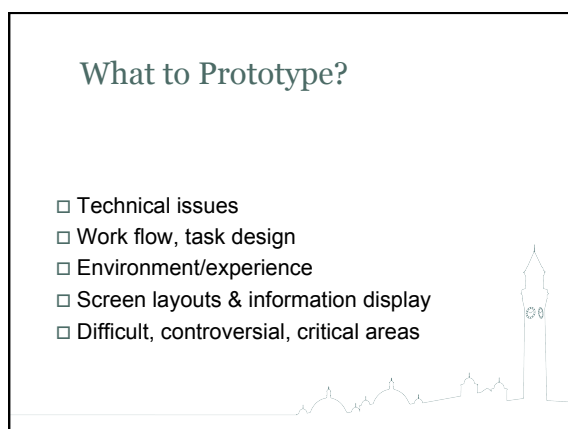 What to Prototype?
Technical issues
Work flow, task design
Environment/experience
Screen layouts & information display
Difficult, controversial, critical areas